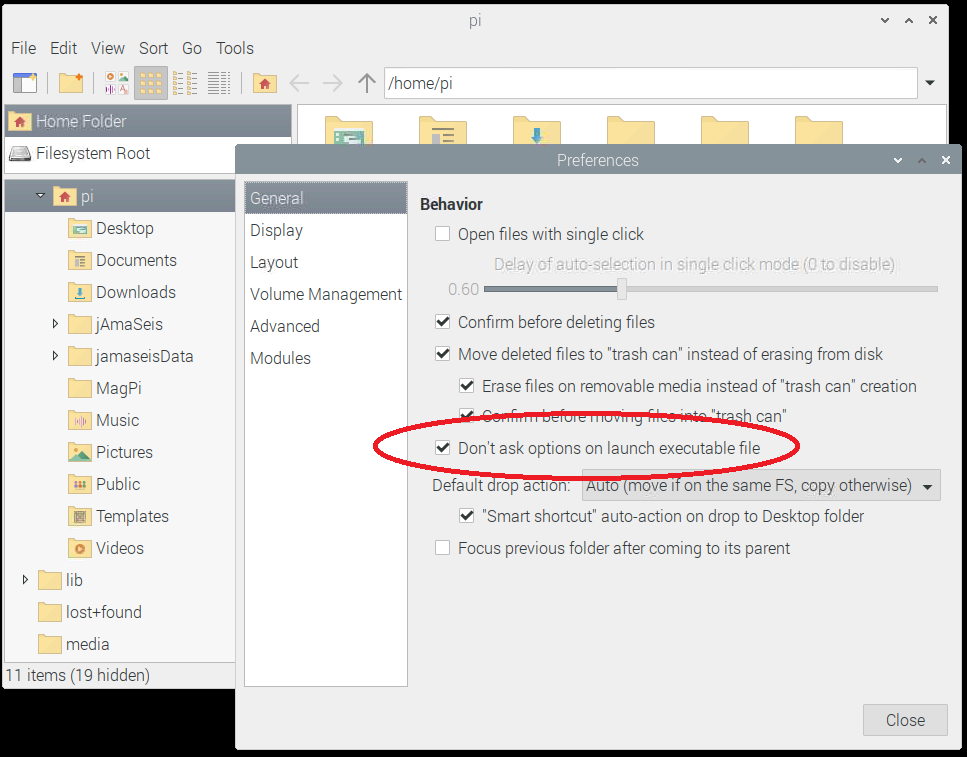 pi
File Edit View Sort Go Tools
/home/pi
Home Folder
Filesystem Root
pi
Desktop
Documents
Downloads
jAmaSeis
jamaseisData
MagPi
Music
Pictures
Public
Templates
Videos
lib
lost+found
media
11 items (19 hidden)
Preferences
General
Display
Layout
Volume Management
Advanced
Modules
Behavior
Open files with single click
Delay of auto-selection in single click mode (0 to disable)
0.60
Confirm before deleting files
Move deleted files to "trash can" instead of erasing from disk
Erase files on removable media instead of "trash can" creation
Confirm before moving files into "trash can"
Don't ask options on launch executable file
Default drop action: Auto (move if on the same FS, copy otherwise)
"Smart shortcut" auto-action on drop to Desktop folder
Focus previous folder after coming to its parent
Close